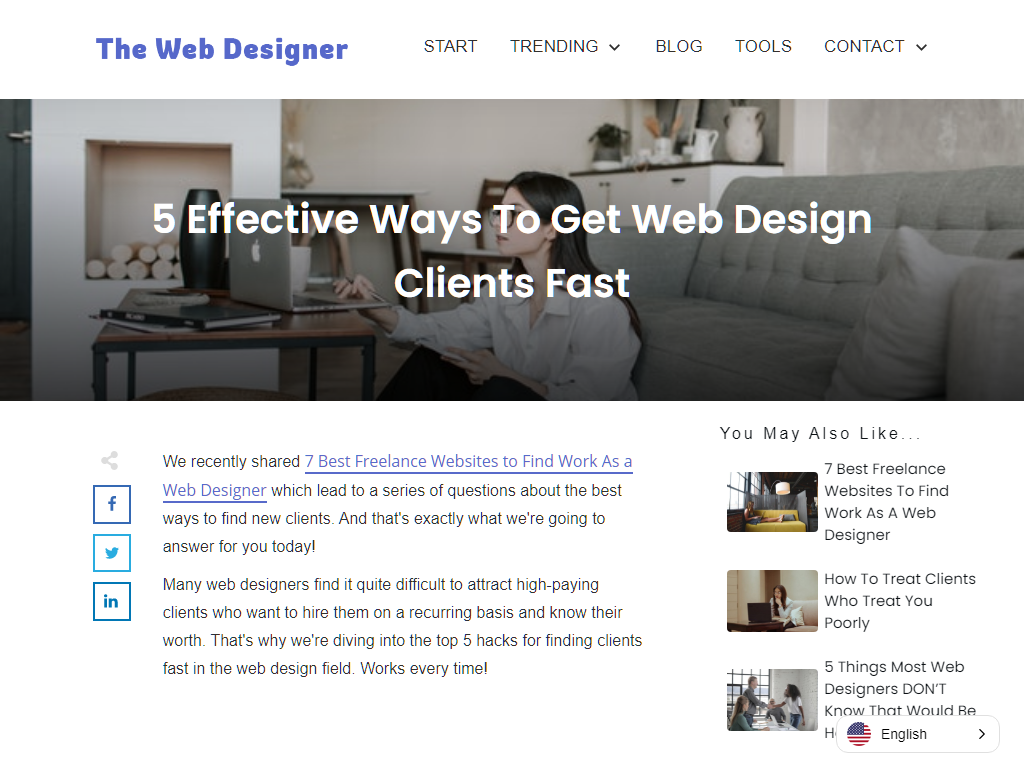 The Web Designer
START TRENDING BLOG TOOLS CONTACT
5 Effective Ways To Get Web Design
Clients Fast
We recently shared 7 Best Freelance Websites to Find Work As a
Web Designer which lead to a series of questions about the best
ways to find new clients. And that's exactly what we're going to
answer for you today!
Many web designers find it quite difficult to attract high-paying
clients who want to hire them on a recurring basis and know their
worth. That's why we're diving into the top 5 hacks for finding clients
fast in the web design field. Works every time!
You May Also Like...
7 Best Freelance
Websites To Find
Work As A Web
Designer
How To Treat Clients
Who Treat You
Poorly
5 Things Most Web
Designers DON'T
Know That Would Be
English